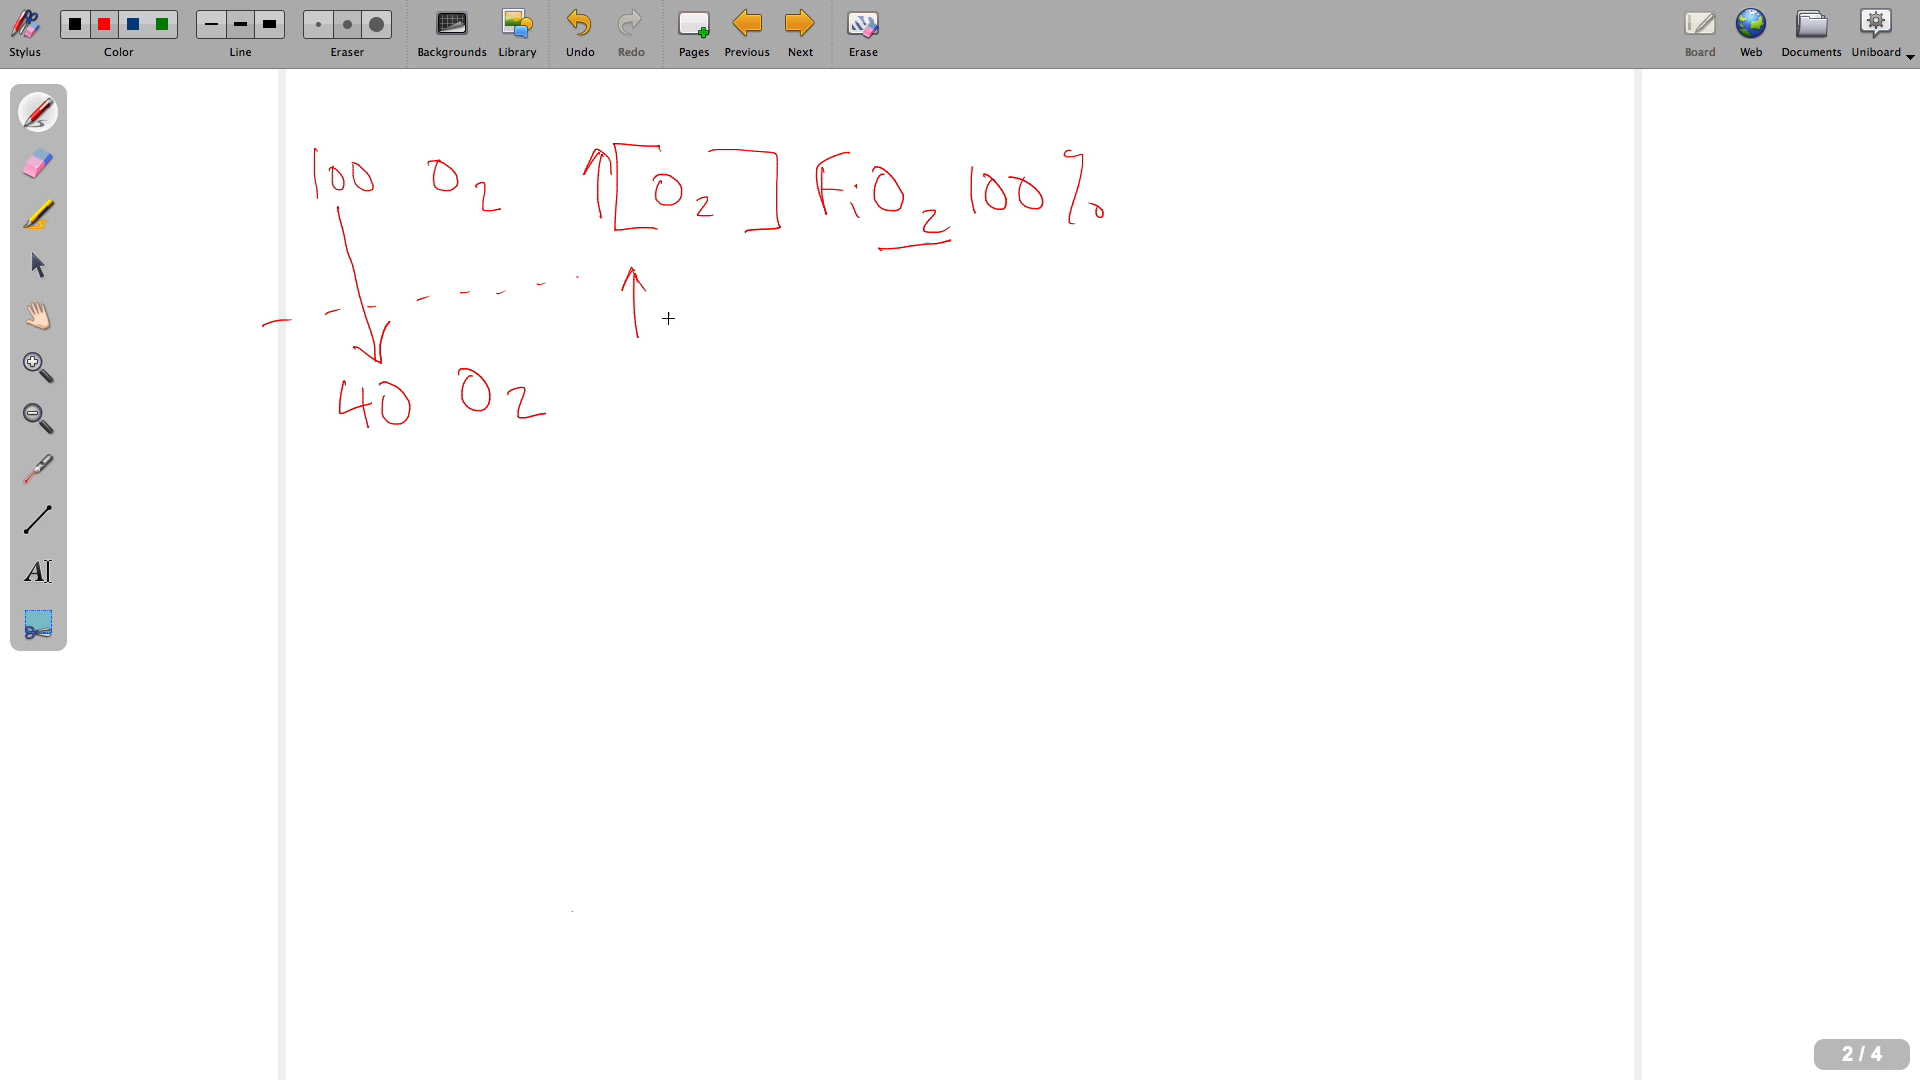 Stylus Color Line Eraser Backgrounds Library Undo Redo Pages Previous Next Erase Board Web Documents Uniboard
100 O2 ↑[O2] FiO2 100%
↑
40 O2
A
2 / 4